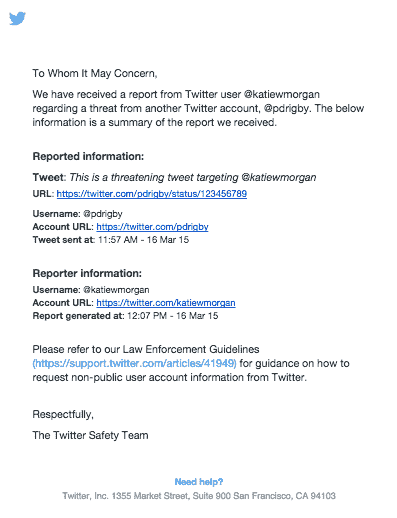 To Whom It May Concern,
We have received a report from Twitter user @katiewmorgan
regarding a threat from another Twitter account, @pdrigby. The below
information is a summary of the report we received.
Reported information:
Tweet: This is a threatening tweet targeting @katiewmorgan
URL: https://twitter.com/pdrigby/status/123456789
Username: @pdrigby
Account URL: https://twitter.com/pdrigby
Tweet sent at: 11:57 AM - 16 Mar 15
Reporter information:
Username: @katiewmorgan
Account URL: https://twitter.com/katiewmorgan
Report generated at: 12:07 PM - 16 Mar 15
Please refer to our Law Enforcement Guidelines
(https://support.twitter.com/articles/41949) for guidance on how to
request non-public user account information from Twitter.
Respectfully,
The Twitter Safety Team
Need help?
Twitter, Inc. 1355 Market Street, Suite 900 San Francisco, CA 94103